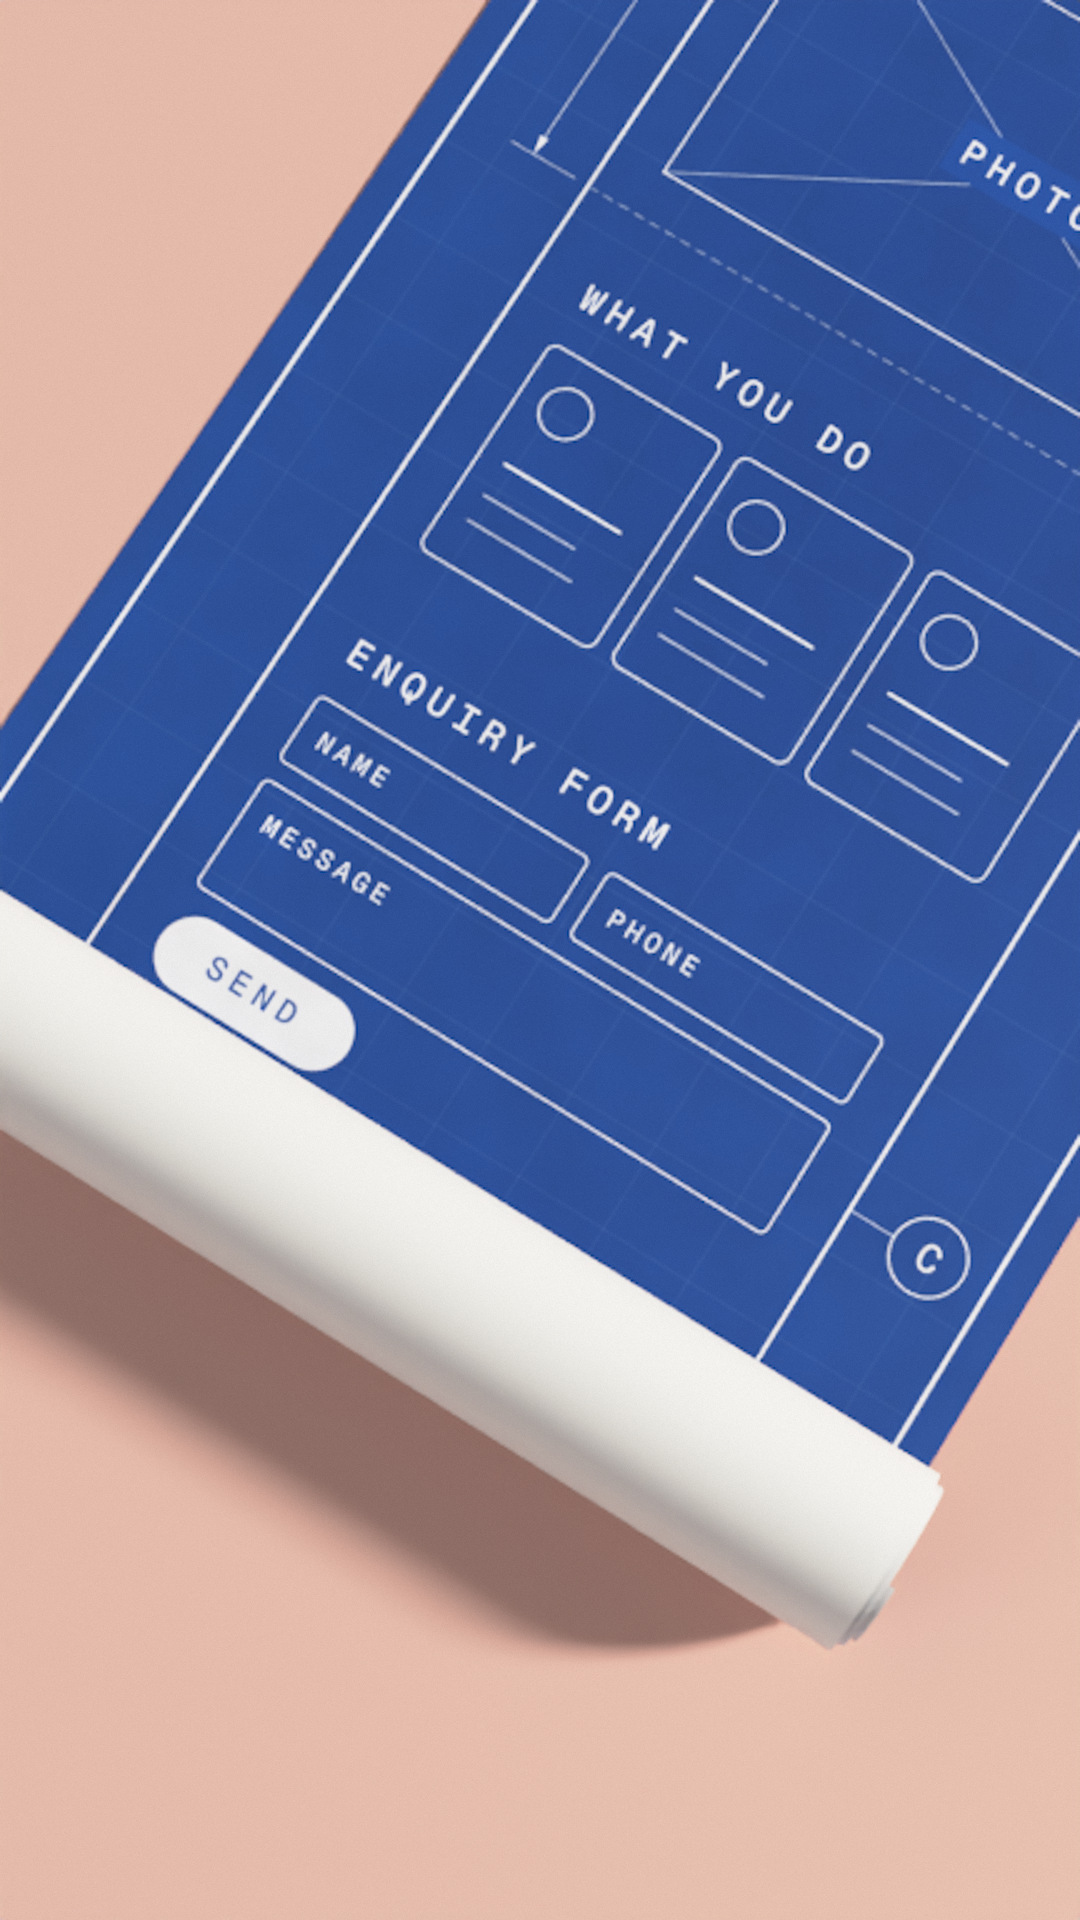 PHOTO
WHAT YOU DO
ENQUIRY FORM
NAME
PHONE
MESSAGE
SEND
C